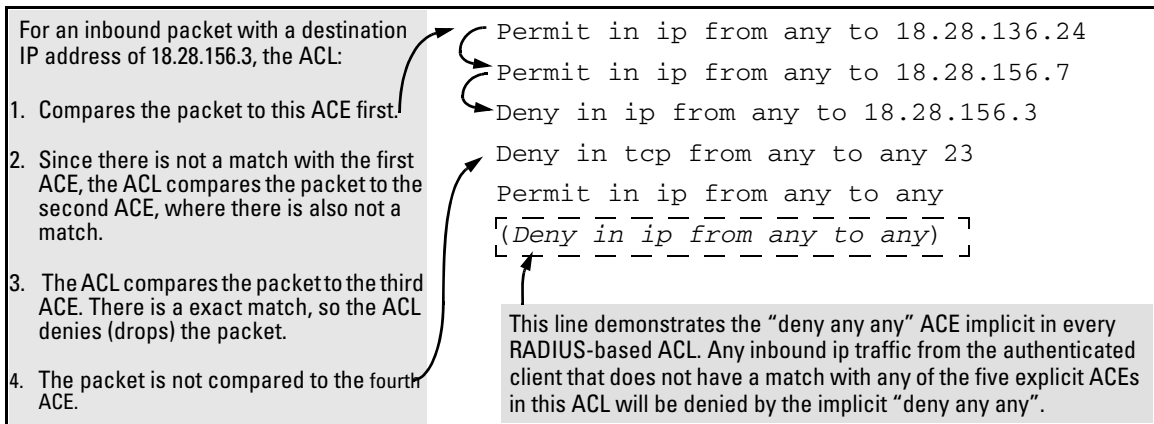 For an inbound packet with a destination
IP address of 18.28.156.3, the ACL:
1. Compares the packet to this ACE first.
2. Since there is not a match with the first
ACE, the ACL compares the packet to the
second ACE, where there is also not a
match.
3. The ACL compares the packet to the third
ACE. There is a exact match, so the ACL
denies (drops) the packet.
4. The packet is not compared to the fourth
ACE.
Permit in ip from any to 18.28.136.24
Permit in ip from any to 18.28.156.7
Deny in ip from any to 18.28.156.3
Deny in tcp from any to any 23
Permit in ip from any to any
(Deny in ip from any to any)
This line demonstrates the “deny any any” ACE implicit in every
RADIUS-based ACL. Any inbound ip traffic from the authenticated
client that does not have a match with any of the five explicit ACEs
in this ACL will be denied by the implicit “deny any any”.